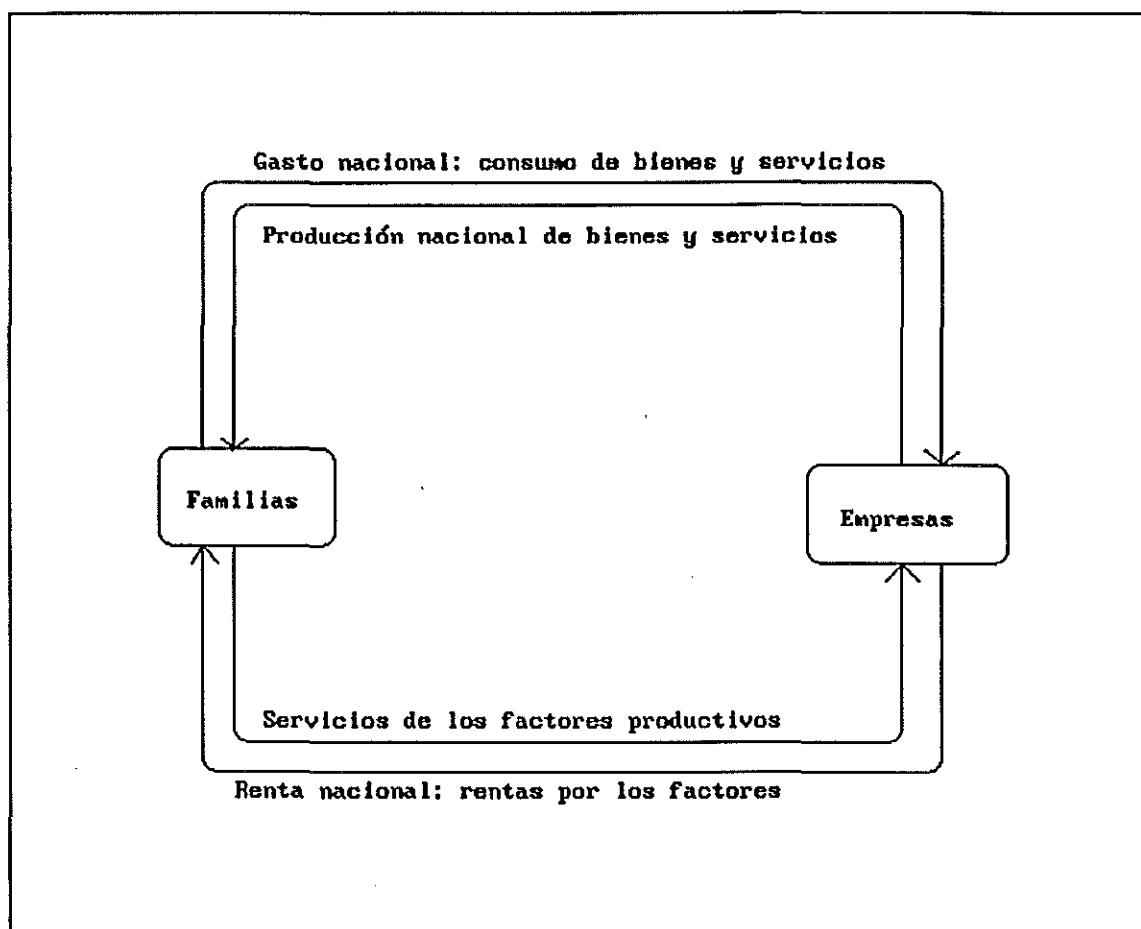 Gasto nacional: consumo de bienes y servicios
Producción nacional de bienes y servicios
Familias
Empresas
Servicios de los factores productivos
Renta nacional: rentas por los factores